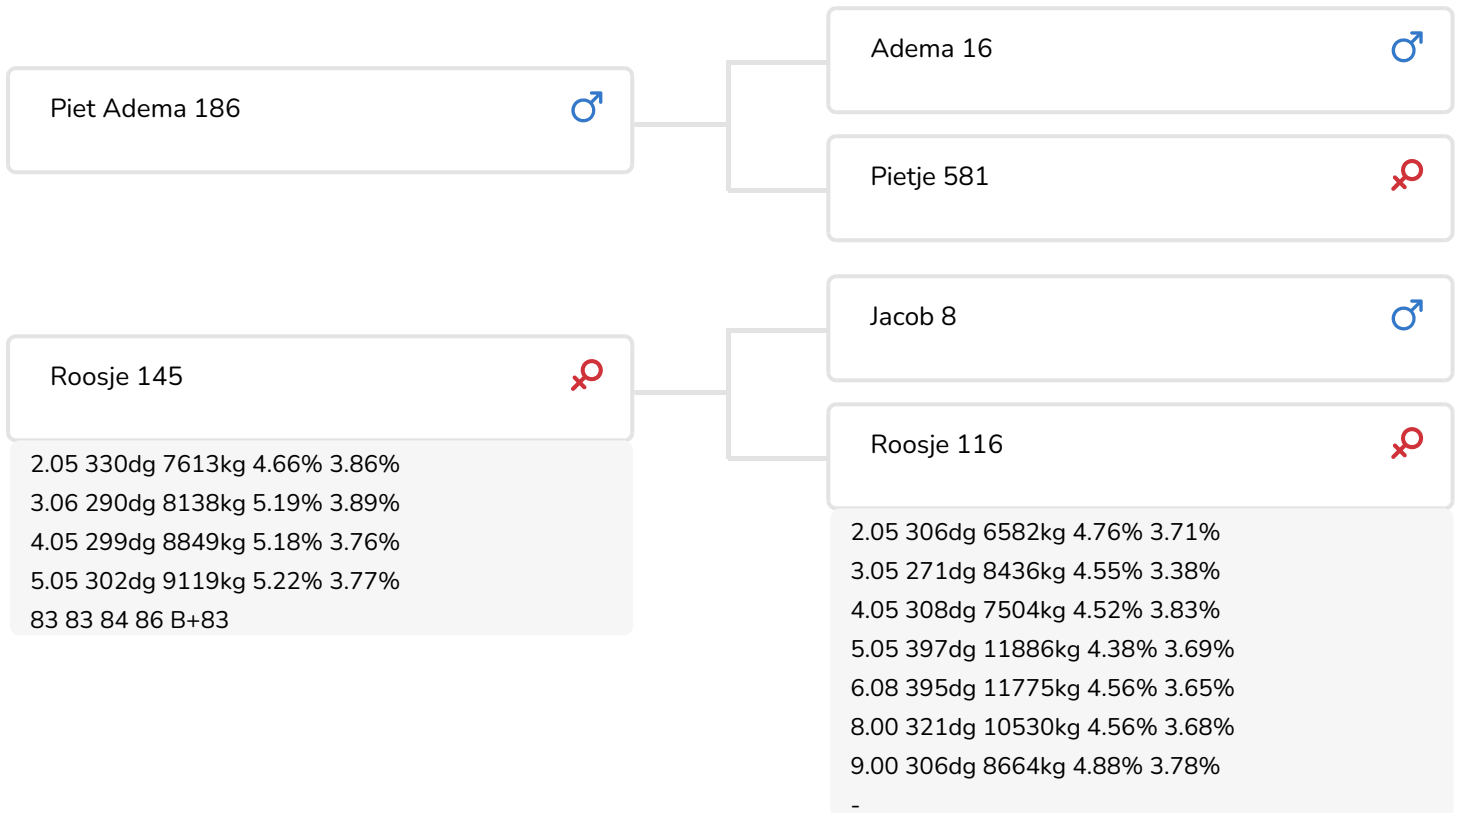 Piet Adema 186
Adema 16
Pietje 581
Roosje 145
2.05 330dg 7613kg 4.66% 3.86%
3.06 290dg 8138kg 5.19% 3.89%
4.05 299dg 8849kg 5.18% 3.76%
5.05 302dg 9119kg 5.22% 3.77%
83 83 84 86 B+83
Jacob 8
Roosje 116
2.05 306dg 6582kg 4.76% 3.71%
3.05 271dg 8436kg 4.55% 3.38%
4.05 308dg 7504kg 4.52% 3.83%
5.05 397dg 11886kg 4.38% 3.69%
6.08 395dg 11775kg 4.56% 3.65%
8.00 321dg 10530kg 4.56% 3.68%
9.00 306dg 8664kg 4.88% 3.78%
-